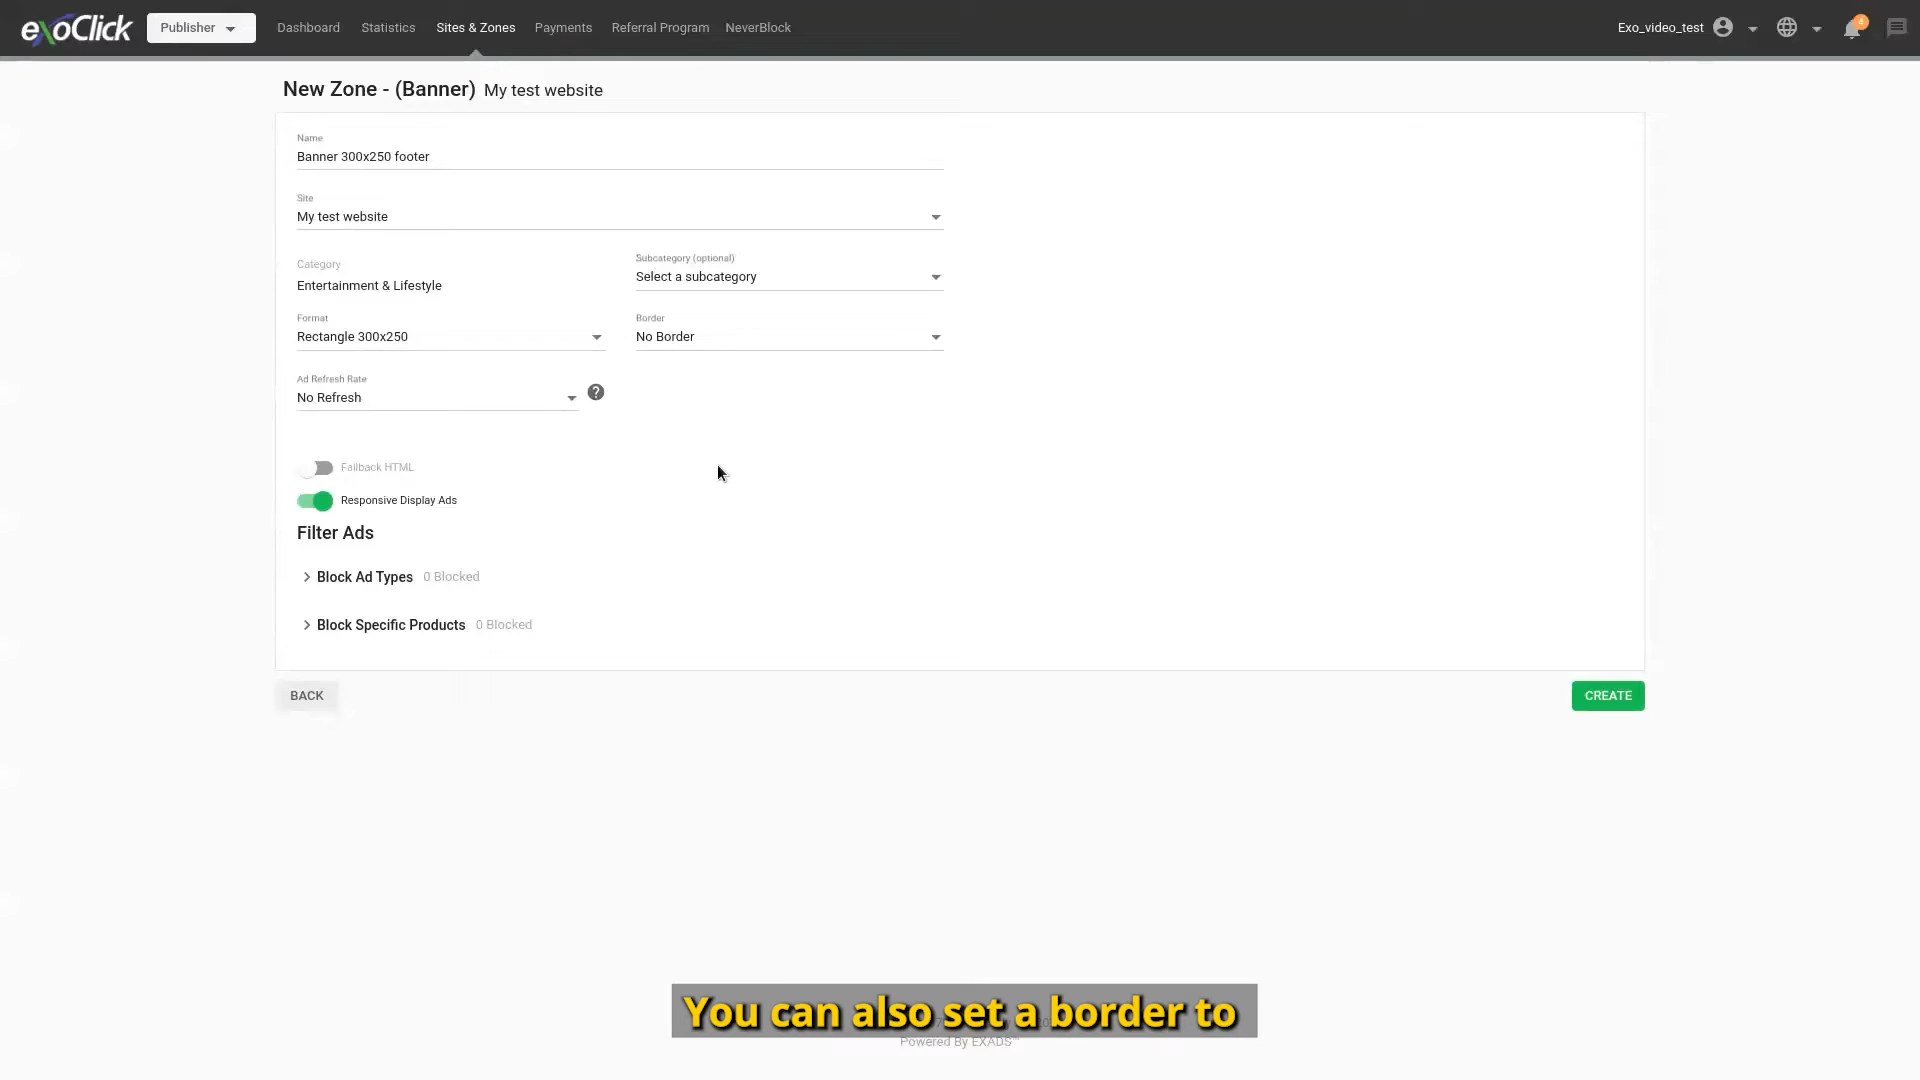 exoClick
Publisher
Dashboard
Statistics
Sites & Zones
Payments
Referral Program
NeverBlock
Exo_video_test
4
New Zone - (Banner) My test website
Name
Banner 300x250 footer
Site
My test website
Category
Entertainment & Lifestyle
Subcategory (optional)
Select a subcategory
Format
Rectangle 300x250
Border
No Border
Ad Refresh Rate
No Refresh
?
Fallback HTML
Responsive Display Ads
Filter Ads
Block Ad Types 0 Blocked
Block Specific Products 0 Blocked
BACK
CREATE
You can also set a border to
Powered By EXADS™